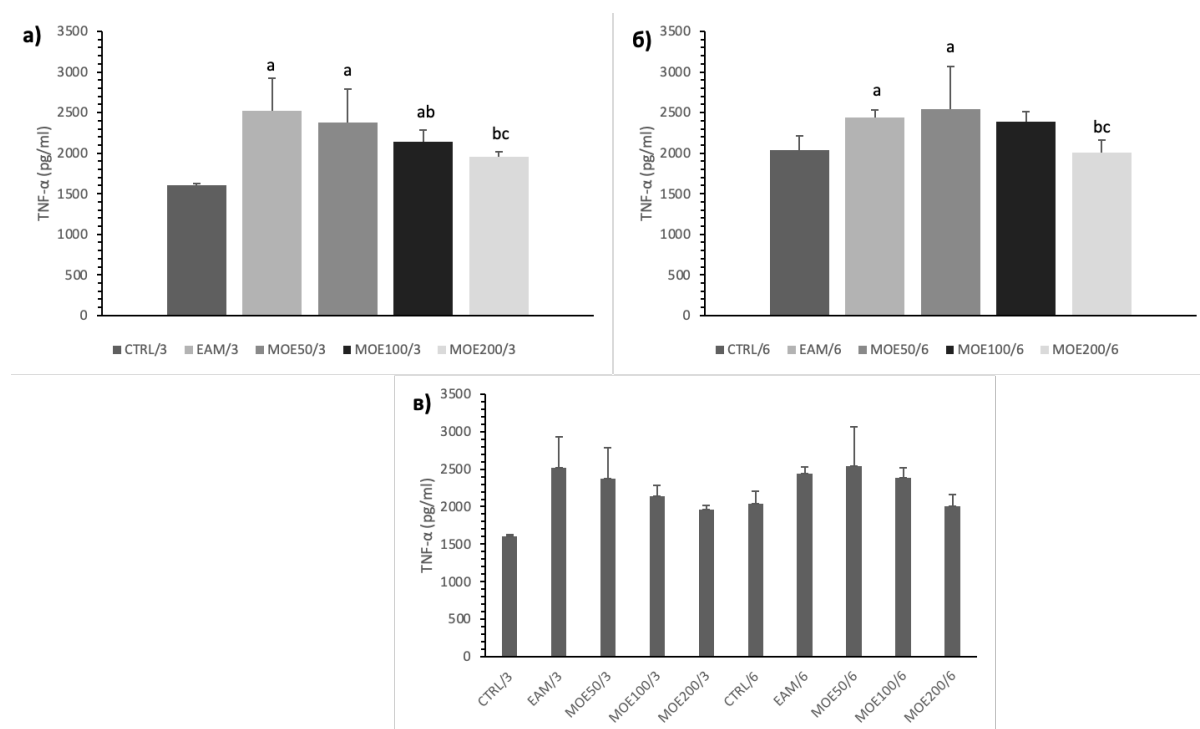 а)
3500
3000
2500
2000
1500
1000
500
0
TNF-α (pg/ml)
a
a
ab
bc
CTRL/3 EAM/3 MOE50/3 MOE100/3 MOE200/3
б)
3500
3000
2500
2000
1500
1000
500
0
TNF-α (pg/ml)
a
a
bc
CTRL/6 EAM/6 MOE50/6 MOE100/6 MOE200/6
в)
3500
3000
2500
2000
1500
1000
500
0
TNF-α (pg/ml)
CTRL/3
EAM/3
MOE50/3
MOE100/3
MOE200/3
CTRL/6
EAM/6
MOE50/6
MOE100/6
MOE200/6